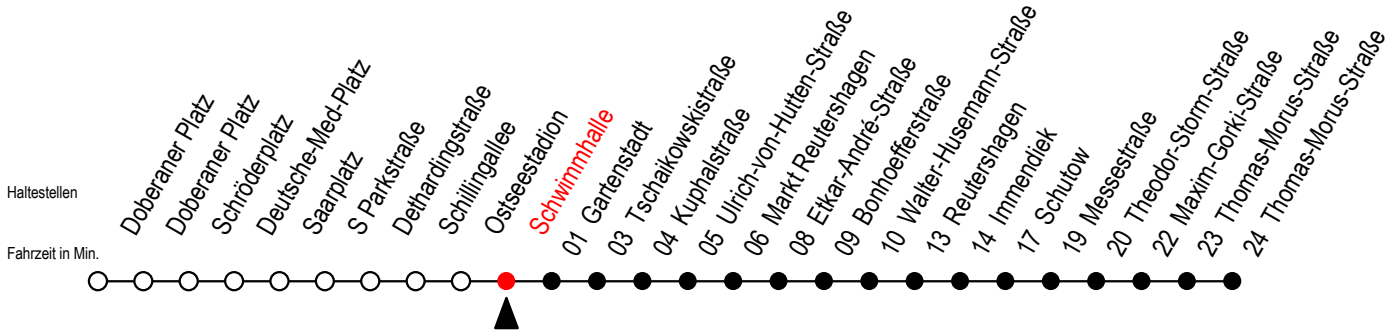 Haltestellen
Fahrzeit in Min.
Doberaner Platz
Doberaner Platz
Schröderplatz
Deutsche-Med-Platz
Saarplatz
S Parkstraße
Dethardingstraße
Schillingallee
Ostseestadion
Schwimmhalle
01 Gartenstadt
03 Tschaikowskistraße
04 Kuphalstraße
05 Ulrich-von-Hutten-Straße
06 Markt Reutershagen
08 Etkar-André-Straße
09 Bonhoefferstraße
10 Walter-Husemann-Straße
13 Reutershagen
14 Immendiek
17 Schutow
19 Messestraße
20 Theodor-Storm-Straße
22 Maxim-Gorki-Straße
23 Thomas-Morus-Straße
24 Thomas-Morus-Straße